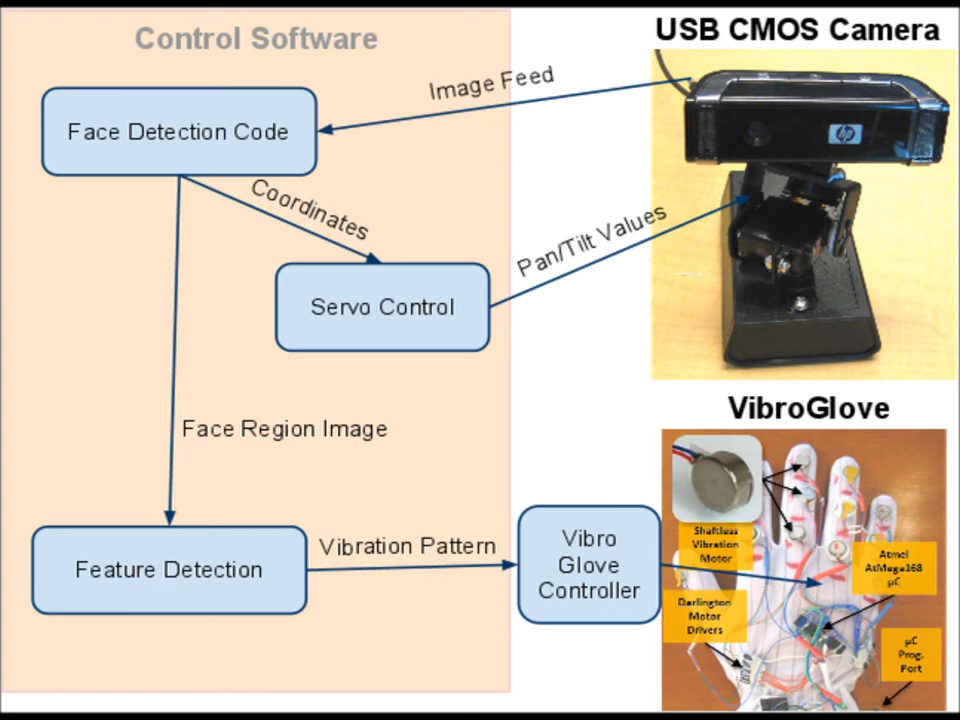 Control Software
USB CMOS Camera
Image Feed
Face Detection Code
hp
Coordinates
Pan/Tilt Values
Servo Control
VibroGlove
Face Region Image
Vibration Pattern
Feature Detection
Vibro
Glove
Controller
Shaftless
Vibration
Motor
Atmel
AtMega168
µC
Darlington
Motor
Drivers
µC
Prog.
Port